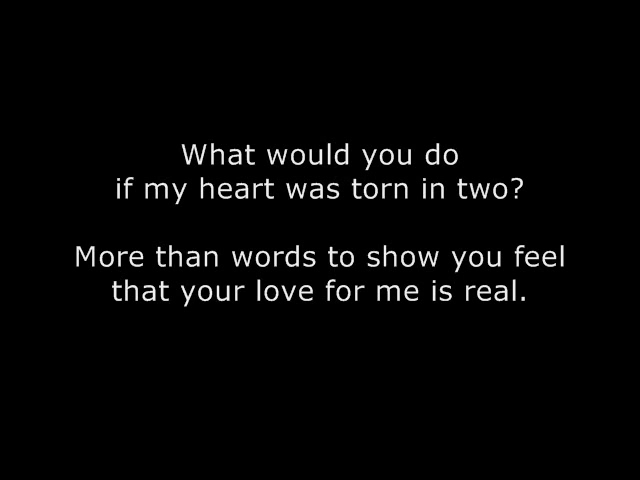 What would you do
if my heart was torn in two?
More than words to show you feel
that your love for me is real.